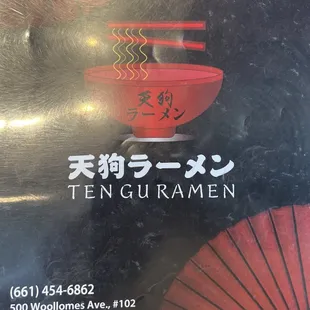 天狗
ラーメン
天狗ラーメン
TEN GU RAMEN
(661) 454-6862
500 Woollomes Ave., #102